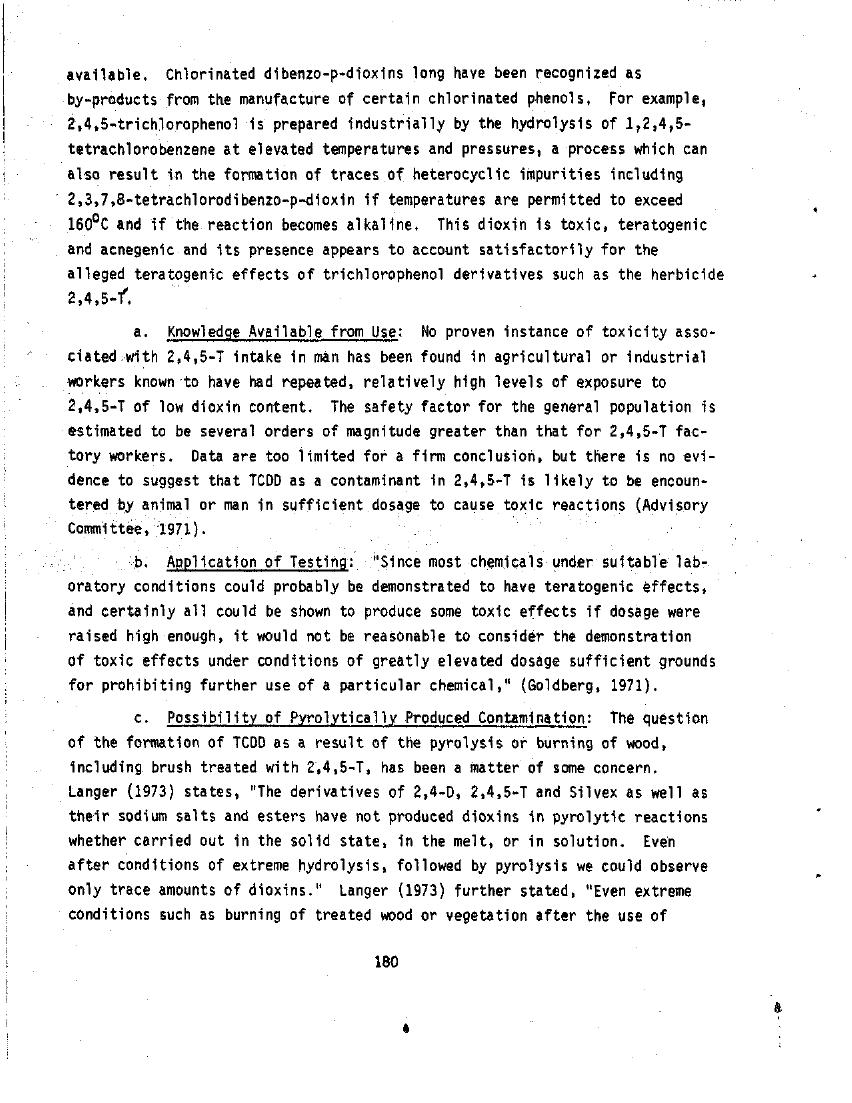 available. Chlorinated dibenzo-p-dioxins long have been recognized as
by-products from the manufacture of certain chlorinated phenols. For example,
2,4,5-trichlorophenol is prepared industrially by the hydrolysis of 1,2,4,5-
tetrachlorobenzene at elevated temperatures and pressures, a process which can
also result in the formation of traces of heterocyclic impurities including
2,3,7,8-tetrachlorodibenzo-p-dioxin if temperatures are permitted to exceed
160⁰C and if the reaction becomes alkaline. This dioxin is toxic, teratogenic
and acnegenic and its presence appears to account satisfactorily for the
alleged teratogenic effects of trichlorophenol derivatives such as the herbicide
2,4,5-T.
a. Knowledge Available from Use: No proven instance of toxicity asso-
ciated with 2,4,5-T intake in man has been found in agricultural or industrial
workers known to have had repeated, relatively high levels of exposure to
2,4,5-T of low dioxin content. The safety factor for the general population is
estimated to be several orders of magnitude greater than that for 2,4,5-T fac-
tory workers. Data are too limited for a firm conclusion, but there is no evi-
dence to suggest that TCDD as a contaminant in 2,4,5-T is likely to be encoun-
tered by animal or man in sufficient dosage to cause toxic reactions (Advisory
Committee, 1971).
b. Application of Testing: "Since most chemicals under suitable lab-
oratory conditions could probably be demonstrated to have teratogenic effects,
and certainly all could be shown to produce some toxic effects if dosage were
raised high enough, it would not be reasonable to consider the demonstration
of toxic effects under conditions of greatly elevated dosage sufficient grounds
for prohibiting further use of a particular chemical," (Goldberg, 1971).
c. Possibility of Pyrolytically Produced Contamination: The question
of the formation of TCDD as a result of the pyrolysis or burning of wood,
including brush treated with 2,4,5-T, has been a matter of some concern.
Langer (1973) states, "The derivatives of 2,4-D, 2,4,5-T and Silvex as well as
their sodium salts and esters have not produced dioxins in pyrolytic reactions
whether carried out in the solid state, in the melt, or in solution. Even
after conditions of extreme hydrolysis, followed by pyrolysis we could observe
only trace amounts of dioxins." Langer (1973) further stated, "Even extreme
conditions such as burning of treated wood or vegetation after the use of
180